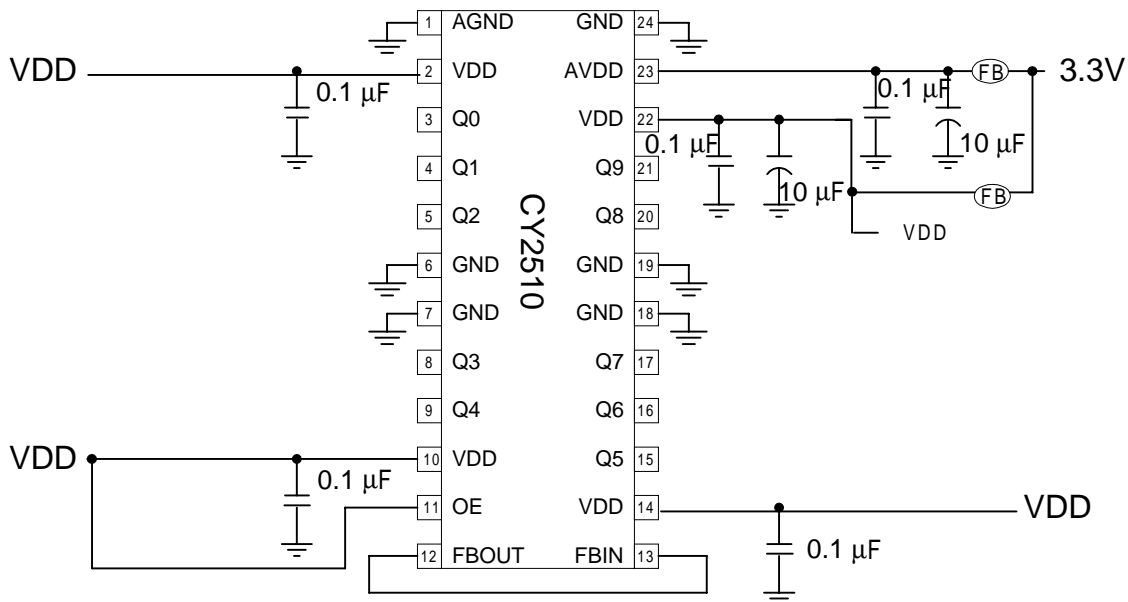 1 AGND GND 24
VDD 2 VDD AVDD 23 FB 3.3V
0.1 μF 0.1 μF
3 Q0 VDD 22
0.1 μF 10 μF
4 Q1 Q9 21
10 μF FB
5 Q2 Q8 20
VDD
CY2510
6 GND GND 19
7 GND GND 18
8 Q3 Q7 17
9 Q4 Q6 16
VDD 10 VDD Q5 15
0.1 μF
11 OE VDD 14 VDD
12 FBOUT FBIN 13
0.1 μF